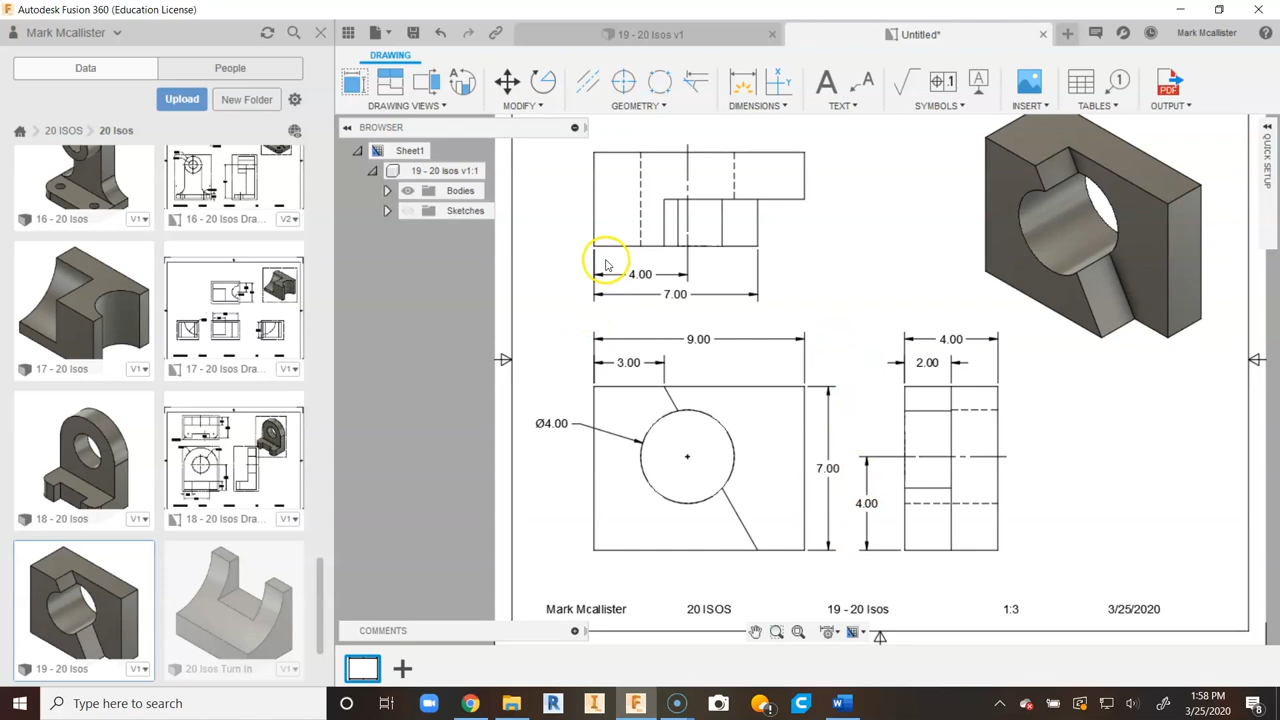 Autodesk Fusion 360 (Education License)
Mark Mcallister
19 - 20 Isos v1
Untitled*
Mark Mcallister
Data
People
DRAWING
Upload
New Folder
DRAWING VIEWS
MODIFY
GEOMETRY
DIMENSIONS
TEXT
SYMBOLS
INSERT
TABLES
OUTPUT
20 ISOS
20 Isos
BROWSER
Sheet1
19 - 20 Isos v1:1
Bodies
Sketches
QUICK SETUP
16 - 20 Isos
V1
16 - 20 Isos Dra...
V2
17 - 20 Isos
V1
17 - 20 Isos Dra...
V1
18 - 20 Isos
V1
18 - 20 Isos Dra...
V1
19 - 20 Isos
V1
20 Isos Turn In
V1
4.00
7.00
9.00
3.00
4.00
2.00
Ø4.00
7.00
4.00
Mark Mcallister
20 ISOS
19 - 20 Isos
1:3
3/25/2020
COMMENTS
Type here to search
1:58 PM
3/25/2020
8